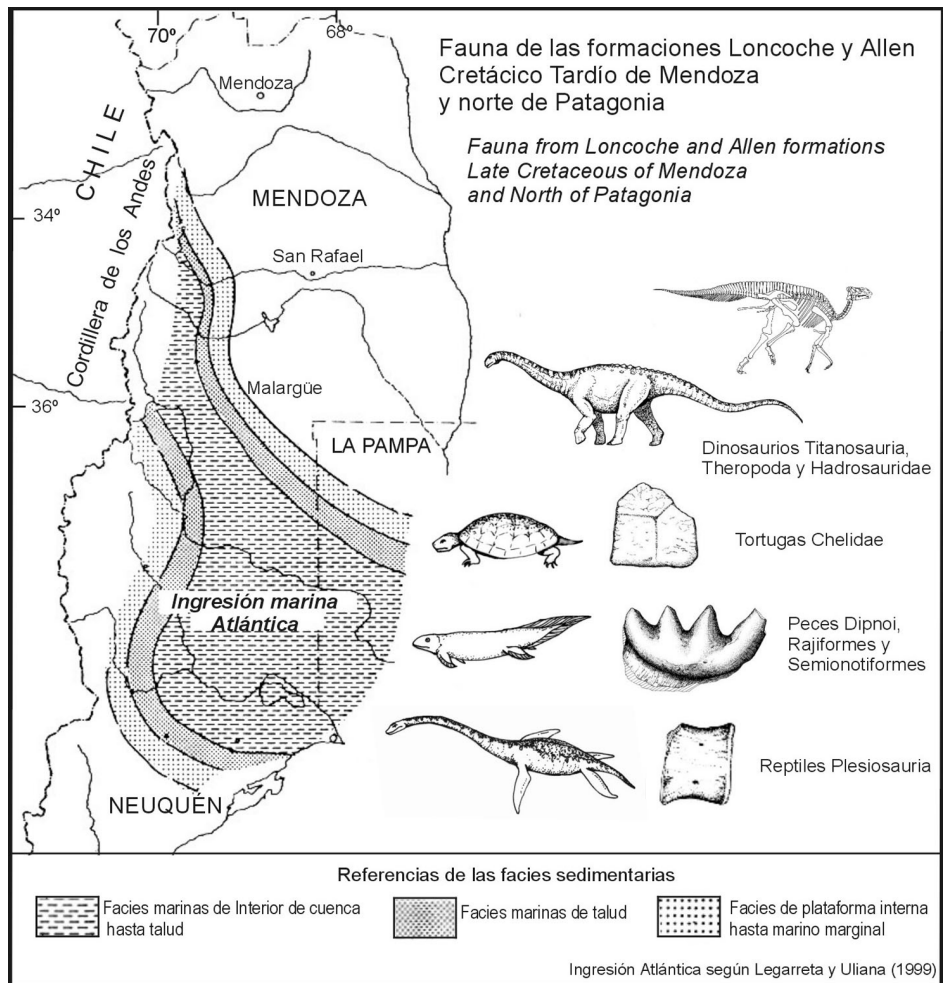 70º
68º
Fauna de las formaciones Loncoche y Allen
Cretácico Tardío de Mendoza
y norte de Patagonia
Fauna from Loncoche and Allen formations
Late Cretaceous of Mendoza
and North of Patagonia
Mendoza
CHILE
Cordillera de los Andes
MENDOZA
34º
San Rafael
Malargüe
36º
LA PAMPA
Dinosaurios Titanosauria,
Theropoda y Hadrosauridae
Tortugas Chelidae
Ingresión marina
Atlántica
Peces Dipnoi,
Rajiformes y
Semionotiformes
Reptiles Plesiosauria
NEUQUÉN
Referencias de las facies sedimentarias
Facies marinas de Interior de cuenca
hasta talud
Facies marinas de talud
Facies de plataforma interna
hasta marino marginal
Ingresión Atlántica según Legarreta y Uliana (1999)